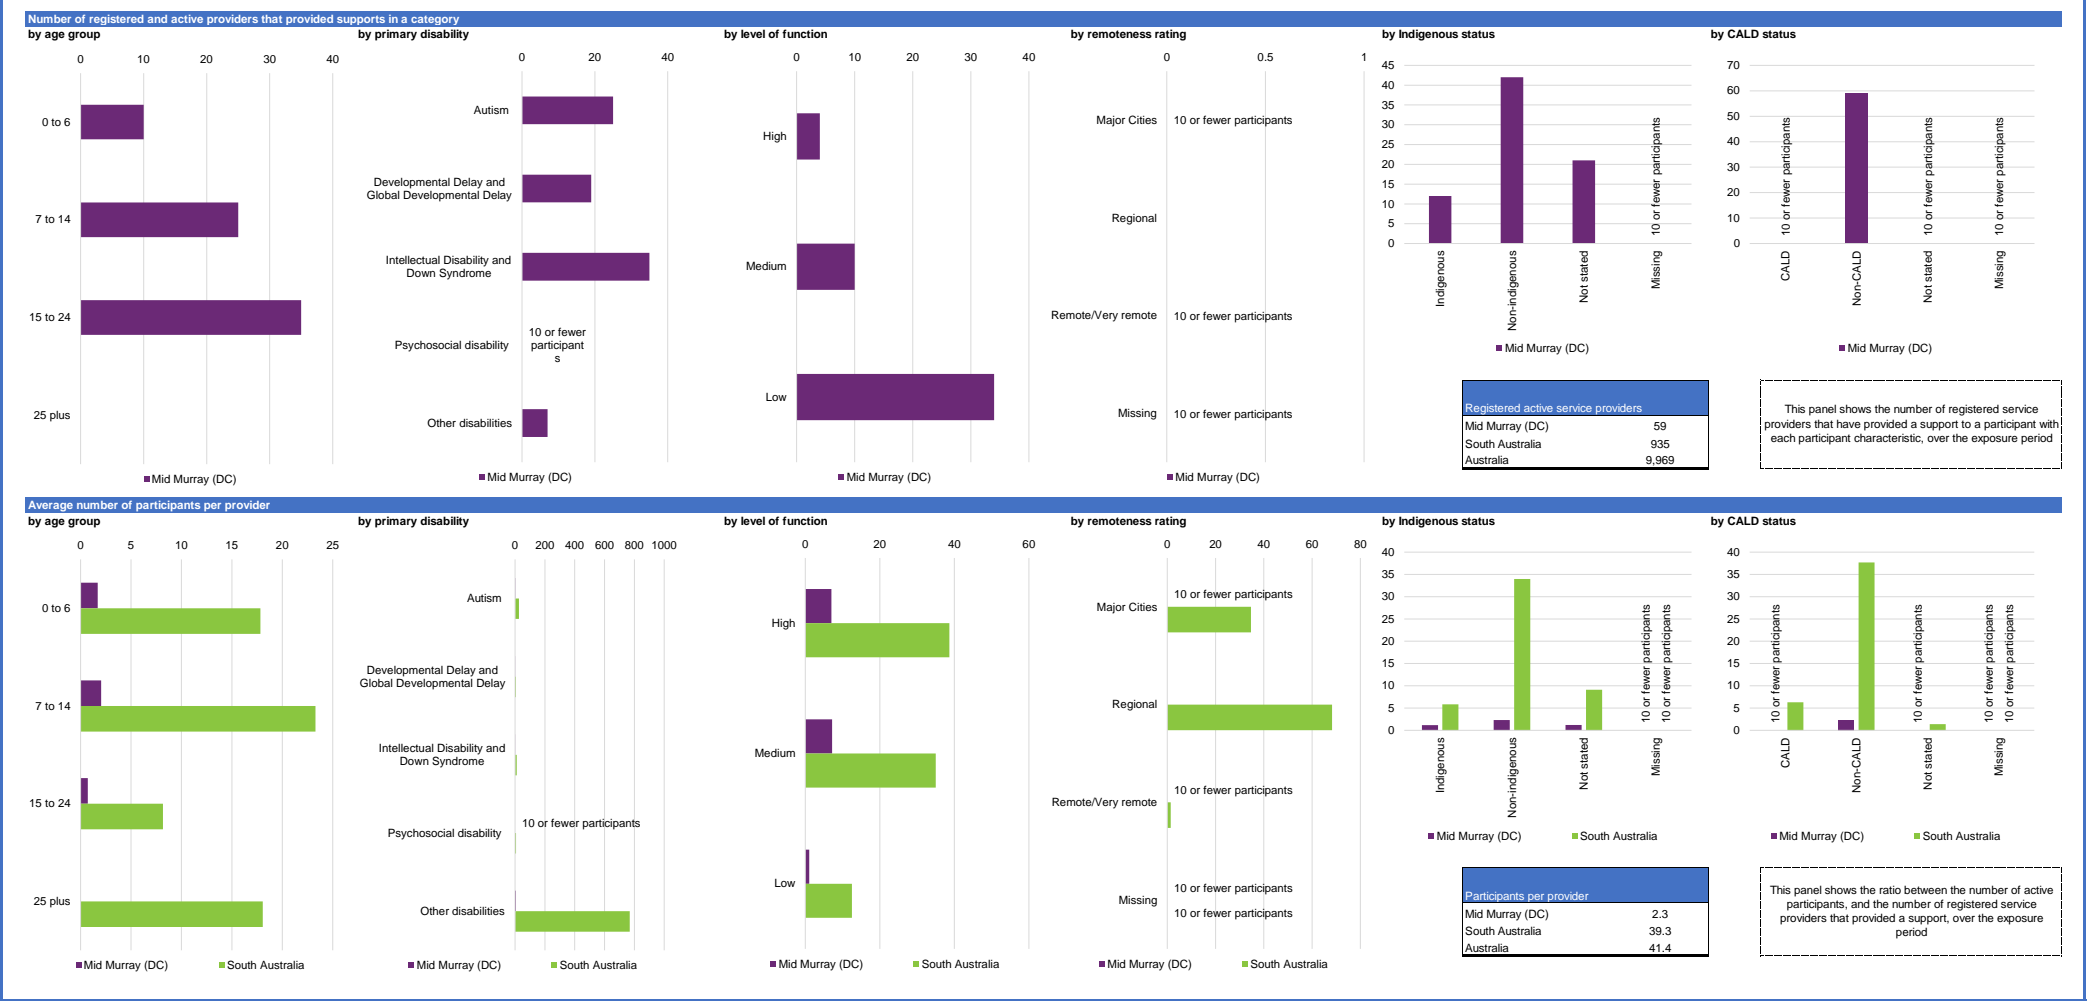 Number of registered and active providers that provided supports in a category
by age group
0 10 20 30 40
0 to 6
7 to 14
15 to 24
25 plus
Mid Murray (DC)
by primary disability
0 20 40
Autism
Developmental Delay and
Global Developmental Delay
Intellectual Disability and
Down Syndrome
Psychosocial disability
10 or fewer
participant
s
Other disabilities
Mid Murray (DC)
by level of function
0 10 20 30 40
High
Medium
Low
Mid Murray (DC)
by remoteness rating
0 0.5 1
Major Cities 10 or fewer participants
Regional
Remote/Very remote 10 or fewer participants
Missing 10 or fewer participants
Mid Murray (DC)
by Indigenous status
45
40
35
30
25
20
15
10
5
0
10 or fewer participants
Indigenous
Non-indigenous
Not stated
Missing
Mid Murray (DC)
by CALD status
70
60
50
40
30
20
10
0
10 or fewer participants
10 or fewer participants
10 or fewer participants
CALD
Non-CALD
Not stated
Missing
Mid Murray (DC)
Registered active service providers
Mid Murray (DC) 59
South Australia 935
Australia 9,969
This panel shows the number of registered service
providers that have provided a support to a participant with
each participant characteristic, over the exposure period
Average number of participants per provider
by age group
0 5 10 15 20 25
0 to 6
7 to 14
15 to 24
25 plus
Mid Murray (DC) South Australia
by primary disability
0 200 400 600 800 1000
Autism
Developmental Delay and
Global Developmental Delay
Intellectual Disability and
Down Syndrome
Psychosocial disability
10 or fewer participants
Other disabilities
Mid Murray (DC) South Australia
by level of function
0 20 40 60
High
Medium
Low
Mid Murray (DC) South Australia
by remoteness rating
0 20 40 60 80
10 or fewer participants
Major Cities
Regional
10 or fewer participants
Remote/Very remote
10 or fewer participants
Missing
10 or fewer participants
Mid Murray (DC) South Australia
by Indigenous status
40
35
30
25
20
15
10
5
0
10 or fewer participants
10 or fewer participants
Indigenous
Non-indigenous
Not stated
Missing
Mid Murray (DC) South Australia
by CALD status
40
35
30
25
20
15
10
5
0
10 or fewer participants
10 or fewer participants
10 or fewer participants
10 or fewer participants
CALD
Non-CALD
Not stated
Missing
Mid Murray (DC) South Australia
Participants per provider
Mid Murray (DC) 2.3
South Australia 39.3
Australia 41.4
This panel shows the ratio between the number of active
participants, and the number of registered service
providers that provided a support, over the exposure
period